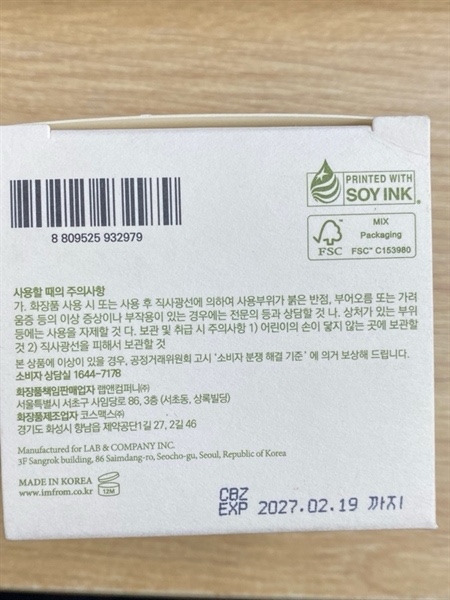 PRINTED WITH
SOY INK
8 809525 932979
MIX
Packaging
FSC
FSC™ C153980
사용할 때의 주의사항
가. 화장품 사용 시 또는 사용 후 직사광선에 의하여 사용부위가 붉은 반점, 부어오름 또는 가려
움증 등의 이상 증상이나 부작용이 있는 경우에는 전문의 등과 상담할 것 나. 상처가 있는 부위
등에는 사용을 자제할 것 다. 보관 및 취급 시 주의사항 1) 어린이의 손이 닿지 않는 곳에 보관할
것 2) 직사광선을 피해서 보관할 것
본 상품에 이상이 있을 경우, 공정거래위원회 고시 '소비자 분쟁 해결 기준' 에 의거 보상해 드립니다.
소비자 상담실 1644-7178
화장품책임판매업자 랩앤컴퍼니㈜
서울특별시 서초구 사임당로 86, 3층 (서초동, 상록빌딩)
화장품제조업자 코스맥스㈜
경기도 화성시 향남읍 제약공단1길 27, 2길 46
Manufactured for LAB & COMPANY INC.
3F Sangrok building, 86 Saimdang-ro, Seocho-gu, Seoul, Republic of Korea
MADE IN KOREA
www.imfrom.co.kr
12M
CBZ
EXP 2027.02.19 까지